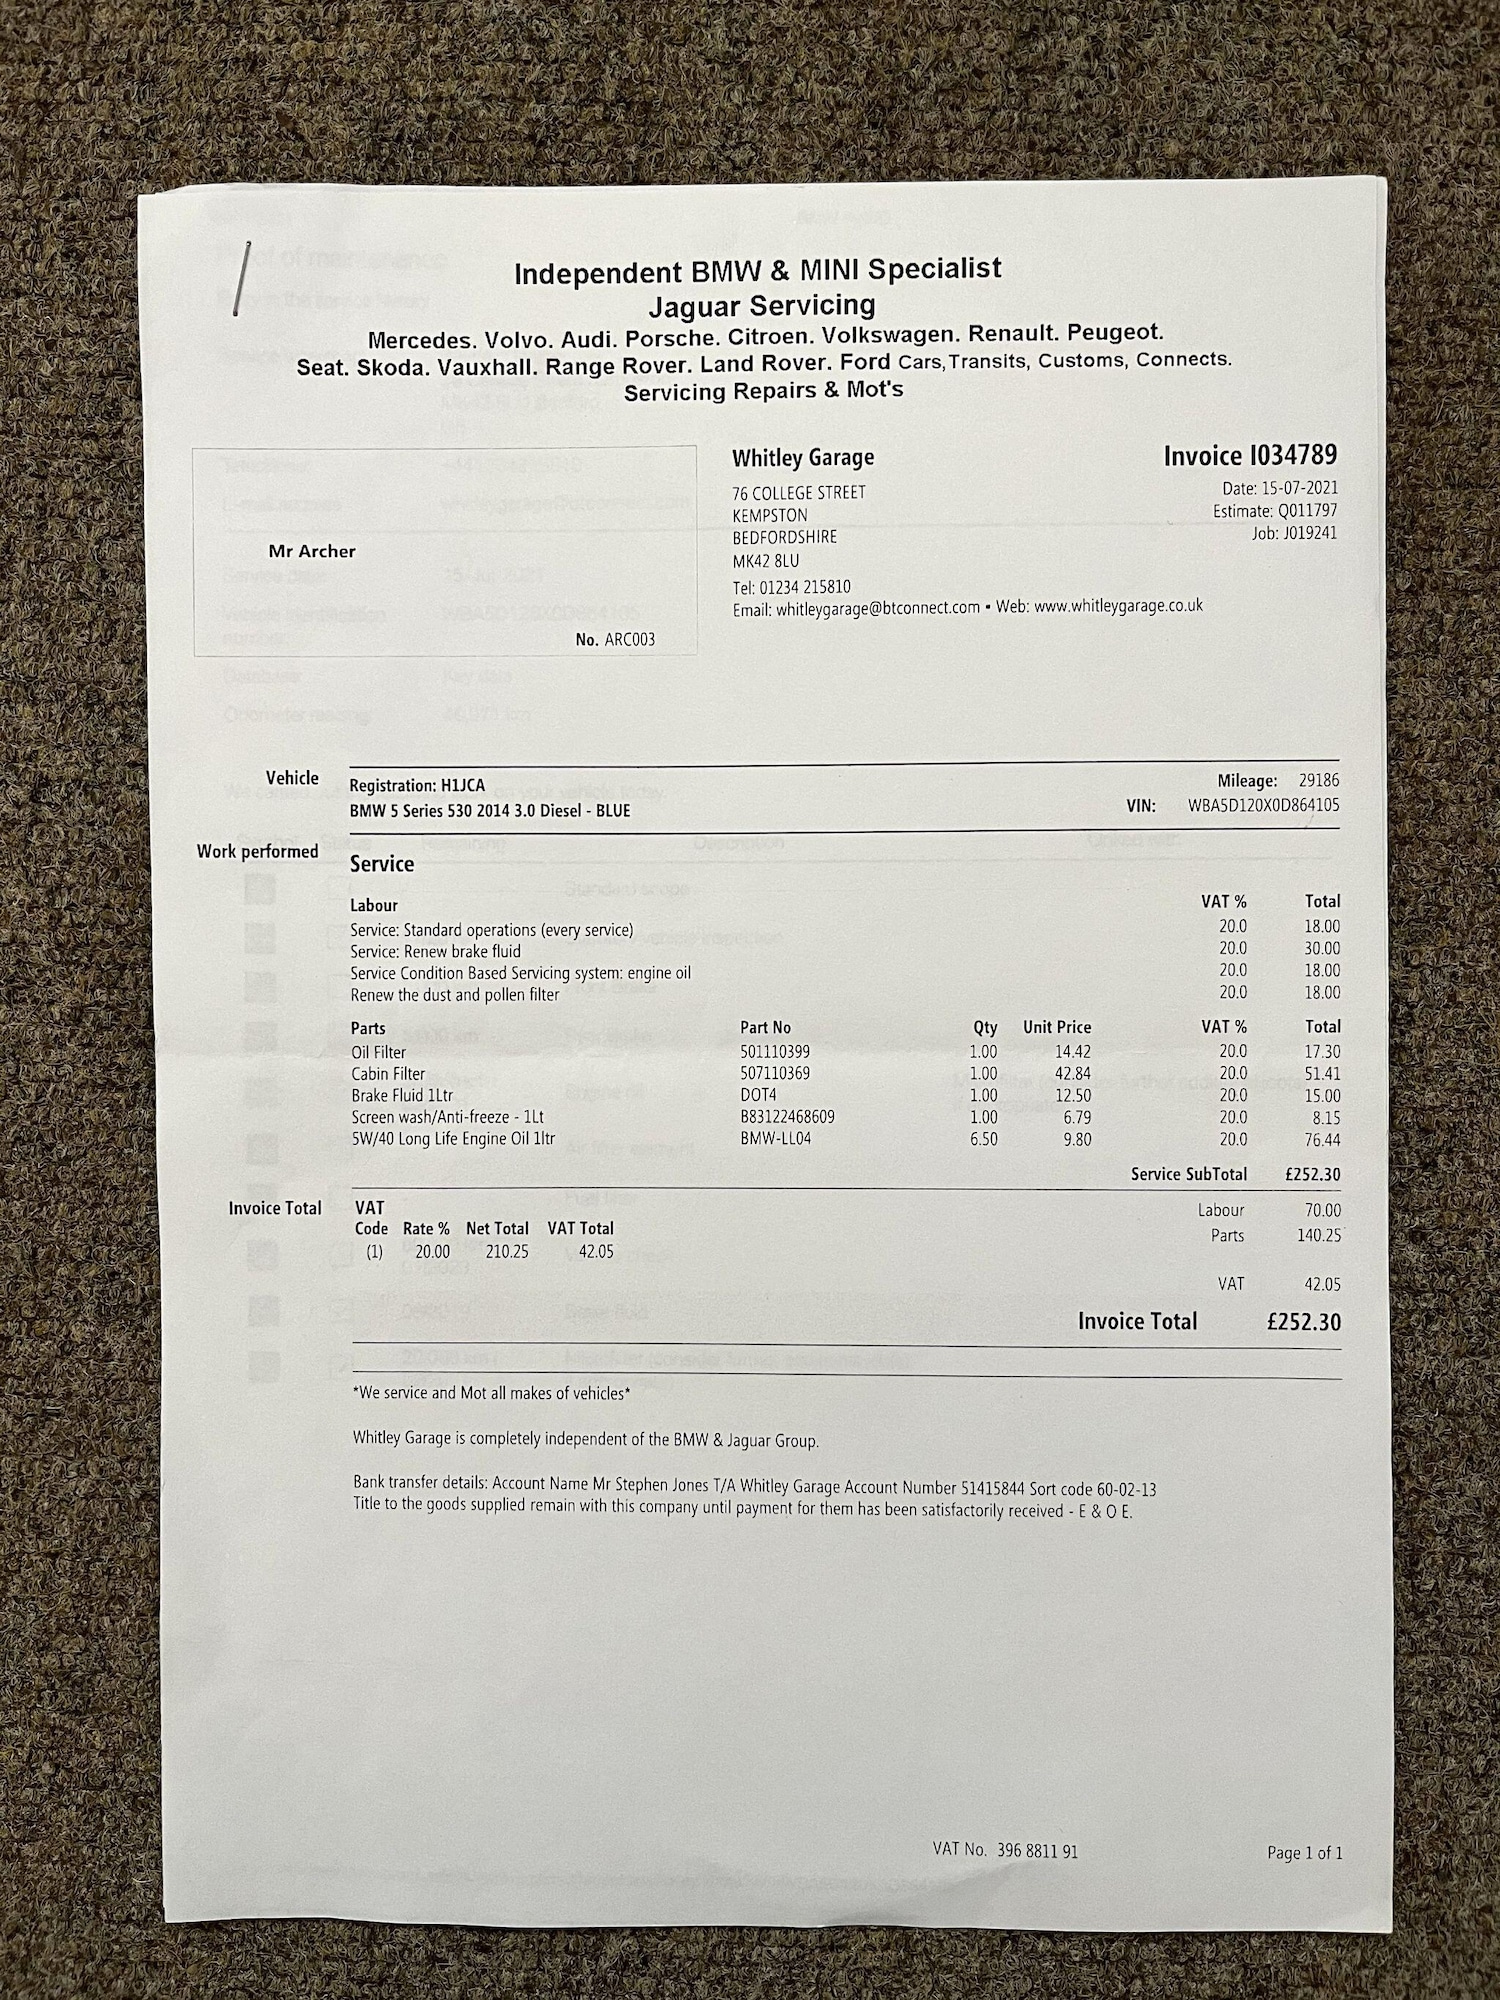 Independent BMW & MINI Specialist
Jaguar Servicing
Mercedes. Volvo. Audi. Porsche. Citroen. Volkswagen. Renault. Peugeot.
Seat. Skoda. Vauxhall. Range Rover. Land Rover. Ford Cars,Transits, Customs, Connects.
Servicing Repairs & Mot's
Mr Archer
No. ARC003
Whitley Garage
76 COLLEGE STREET
KEMPSTON
BEDFORDSHIRE
MK42 8LU
Tel: 01234 215810
Email: whitleygarage@btconnect.com • Web: www.whitleygarage.co.uk
Invoice I034789
Date: 15-07-2021
Estimate: Q011797
Job: J019241
Vehicle Registration: H1JCA Mileage: 29186
BMW 5 Series 530 2014 3.0 Diesel - BLUE VIN: WBA5D120X0D864105
Work performed Service
Labour VAT % Total
Service: Standard operations (every service) 20.0 18.00
Service: Renew brake fluid 20.0 30.00
Service Condition Based Servicing system: engine oil 20.0 18.00
Renew the dust and pollen filter 20.0 18.00
Parts Part No Qty Unit Price VAT % Total
Oil Filter 501110399 1.00 14.42 20.0 17.30
Cabin Filter 507110369 1.00 42.84 20.0 51.41
Brake Fluid 1Ltr DOT4 1.00 12.50 20.0 15.00
Screen wash/Anti-freeze - 1Lt B83122468609 1.00 6.79 20.0 8.15
5W/40 Long Life Engine Oil 1ltr BMW-LL04 6.50 9.80 20.0 76.44
Service SubTotal £252.30
Invoice Total VAT Labour 70.00
Code Rate % Net Total VAT Total Parts 140.25
(1) 20.00 210.25 42.05
VAT 42.05
Invoice Total £252.30
*We service and Mot all makes of vehicles*
Whitley Garage is completely independent of the BMW & Jaguar Group.
Bank transfer details: Account Name Mr Stephen Jones T/A Whitley Garage Account Number 51415844 Sort code 60-02-13
Title to the goods supplied remain with this company until payment for them has been satisfactorily received - E & O E.
VAT No. 396 8811 91 Page 1 of 1